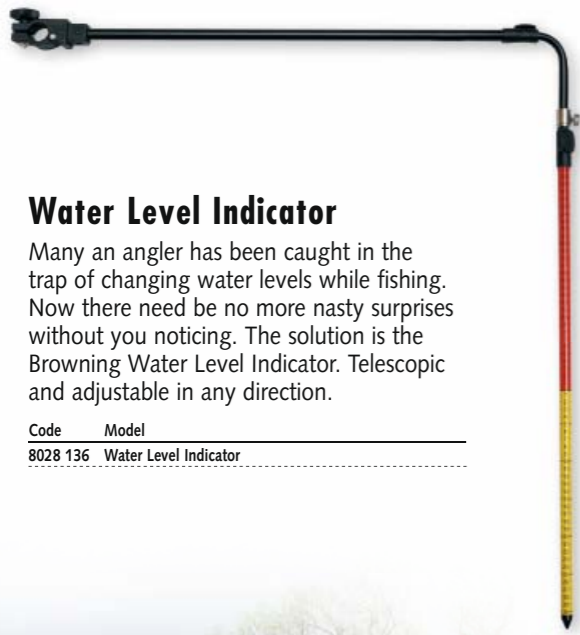 Water Level Indicator
Many an angler has been caught in the
trap of changing water levels while fishing.
Now there need be no more nasty surprises
without you noticing. The solution is the
Browning Water Level Indicator. Telescopic
and adjustable in any direction.
Code Model
8028 136 Water Level Indicator